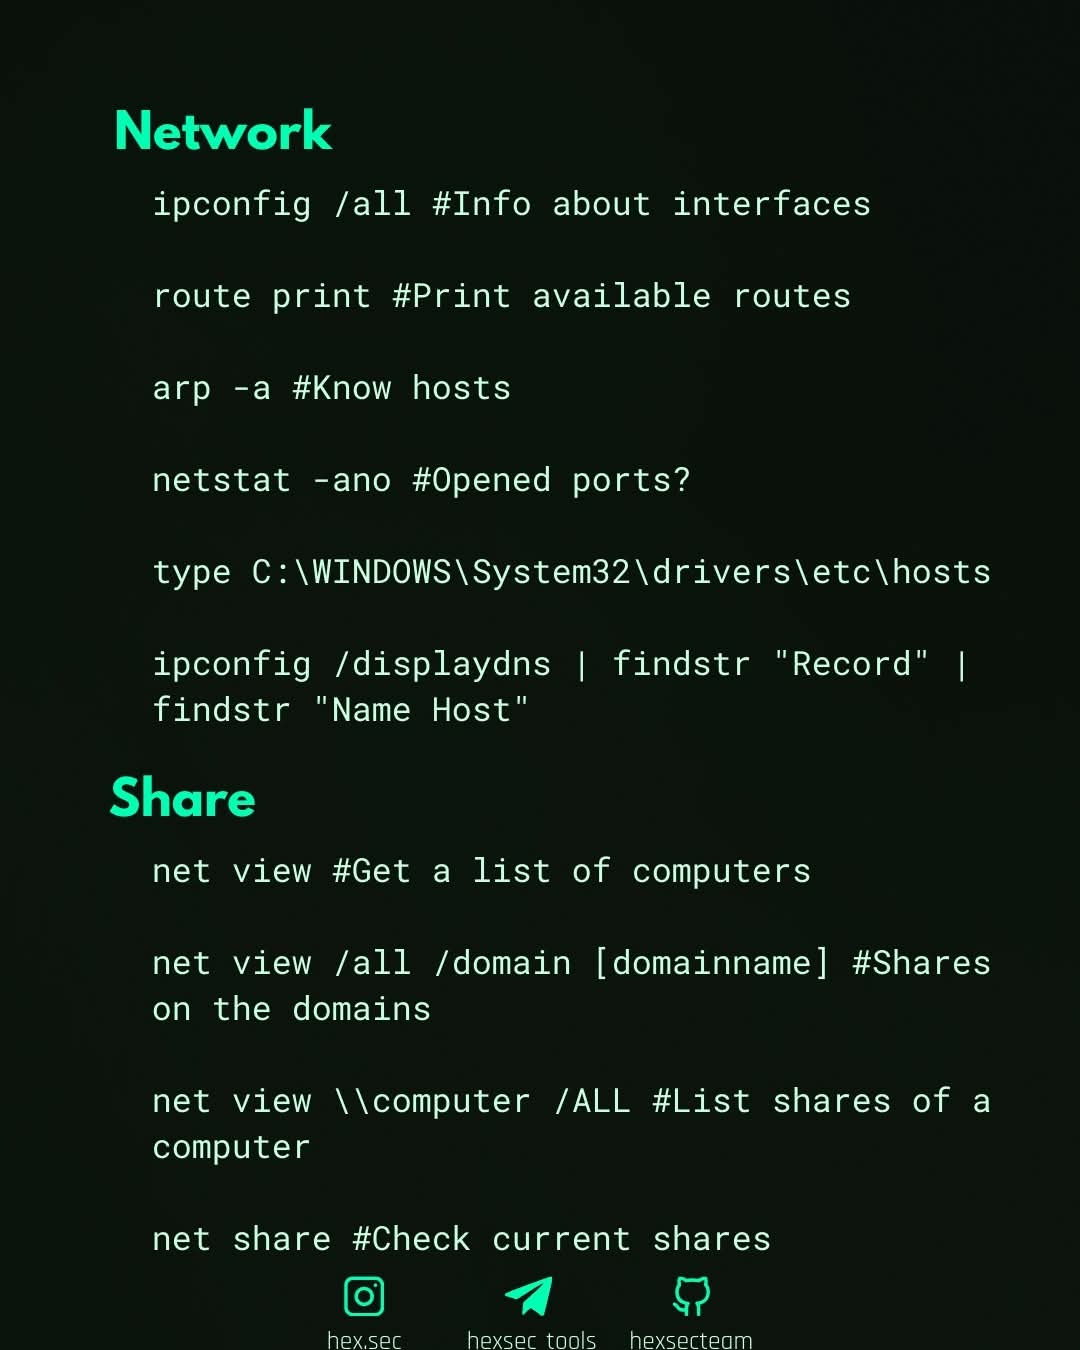 Network
ipconfig /all #Info about interfaces
route print #Print available routes
arp -a #Know hosts
netstat -ano #Opened ports?
type C:\WINDOWS\System32\drivers\etc\hosts
ipconfig /displaydns | findstr "Record" |
findstr "Name Host"
Share
net view #Get a list of computers
net view /all /domain [domainname] #Shares
on the domains
net view \\computer /ALL #List shares of a
computer
net share #Check current shares
hex.sec hexsec_tools hexsecteam